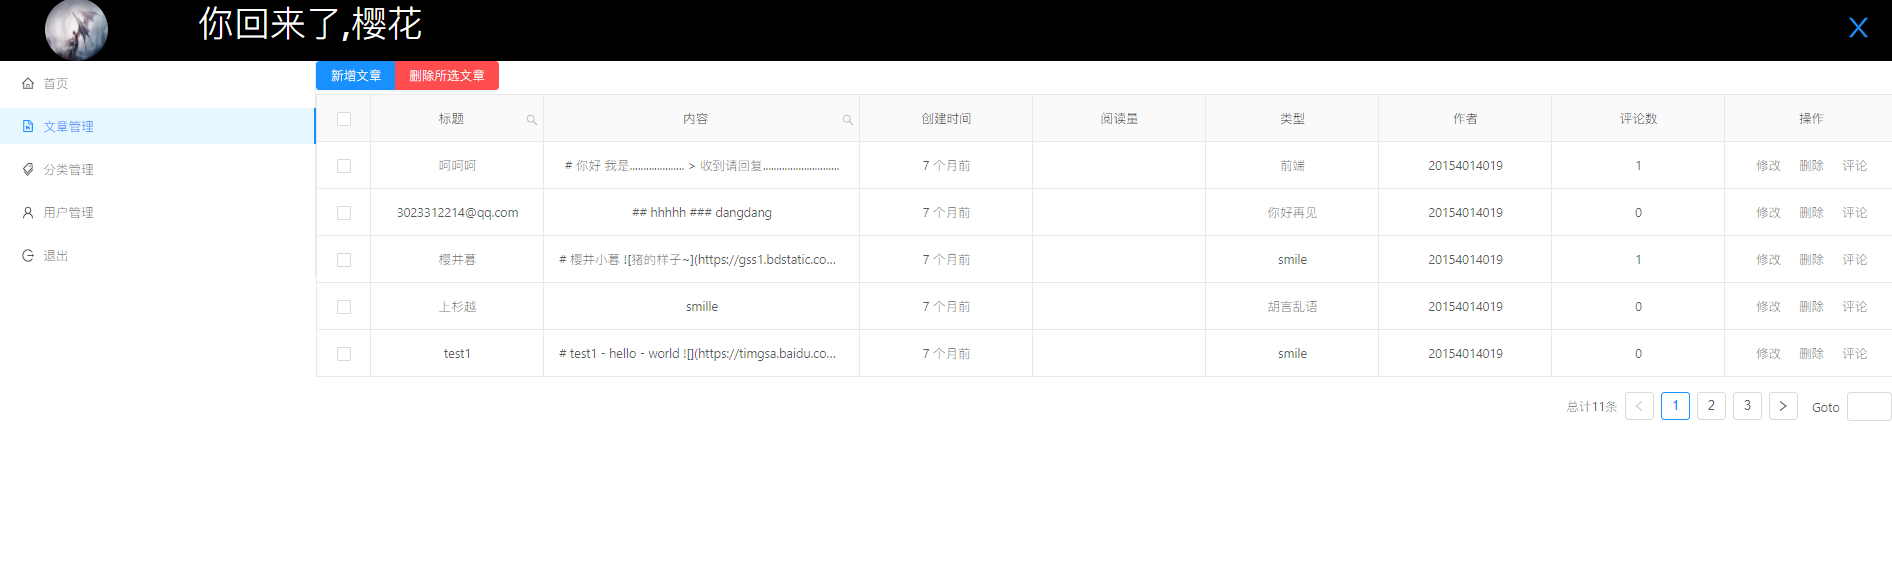 你回来了,樱花
X
首页
文章管理
分类管理
用户管理
退出
新增文章 删除所选文章
标题 内容 创建时间 阅读量 类型 作者 评论数 操作
呵呵呵 # 你好 我是.................... > 收到请回复............................ 7 个月前 前端 20154014019 1 修改 删除 评论
3023312214@qq.com ## hhhhh ### dangdang 7 个月前 你好再见 20154014019 0 修改 删除 评论
樱井暮 # 樱井小暮 ![猪的样子~](https://gss1.bdstatic.co... 7 个月前 smile 20154014019 1 修改 删除 评论
上杉越 smille 7 个月前 胡言乱语 20154014019 0 修改 删除 评论
test1 # test1 - hello - world ![](https://timgsa.baidu.co... 7 个月前 smile 20154014019 0 修改 删除 评论
总计11条 < 1 2 3 > Goto